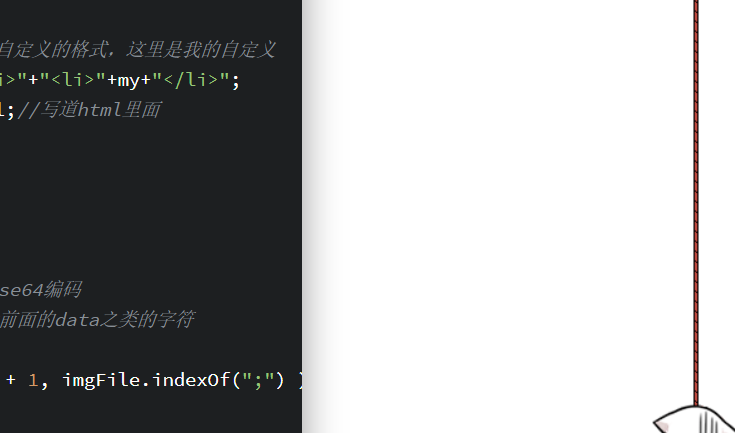 自定义的格式，这里是我的自定义
i>"+"<li>"+my+"</li>";
l;//写道html里面
se64编码
前面的data之类的字符
+ 1, imgFile.indexOf(";") )